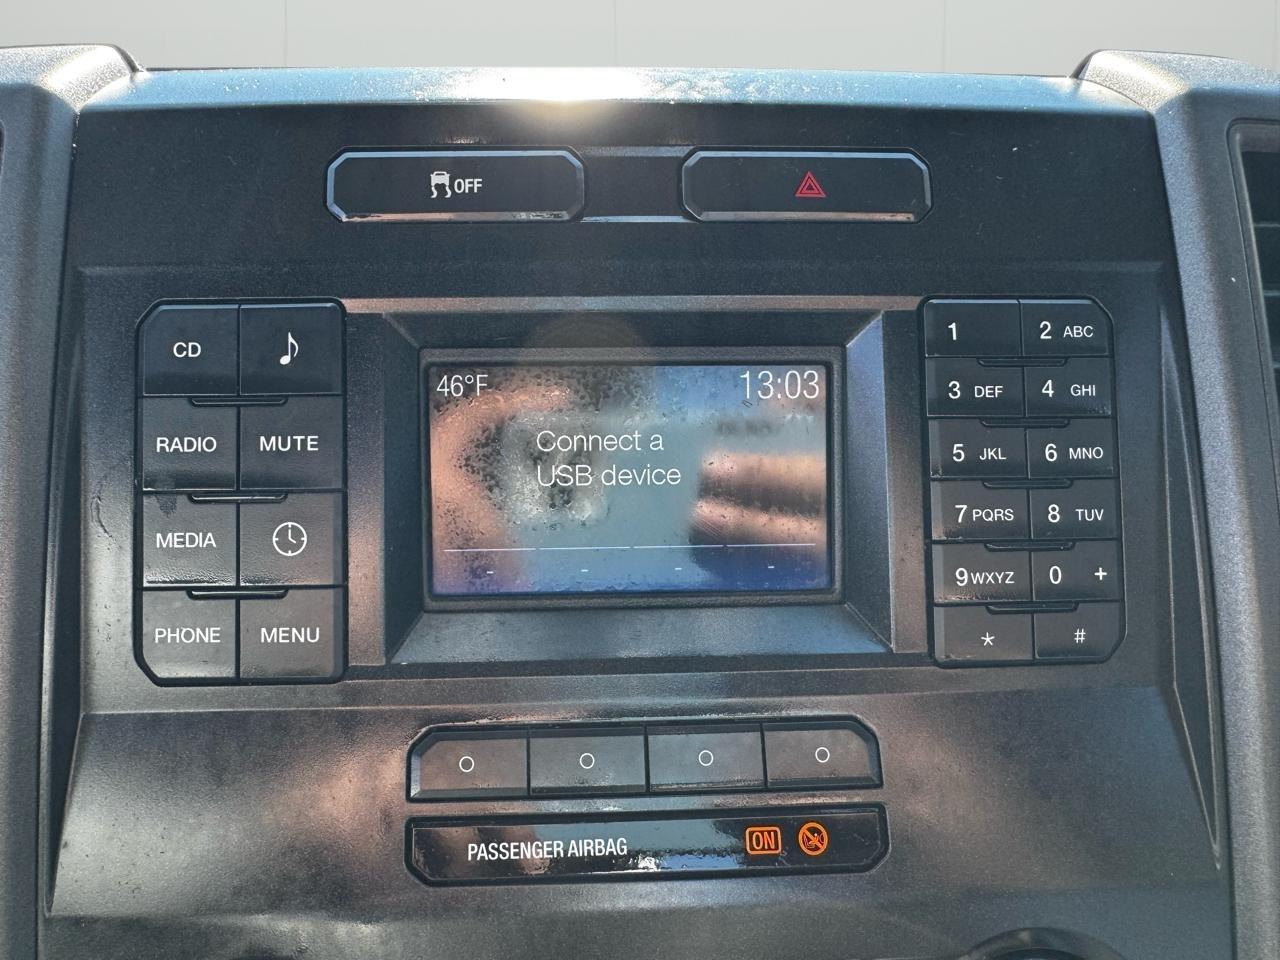 OFF
46°F 13:03
Connect a
USB device
CD
RADIO MUTE
MEDIA
PHONE MENU
1 2 ABC
3 DEF 4 GHI
5 JKL 6 MNO
7 PQRS 8 TUV
9 WXYZ 0 +
* #
PASSENGER AIRBAG ON